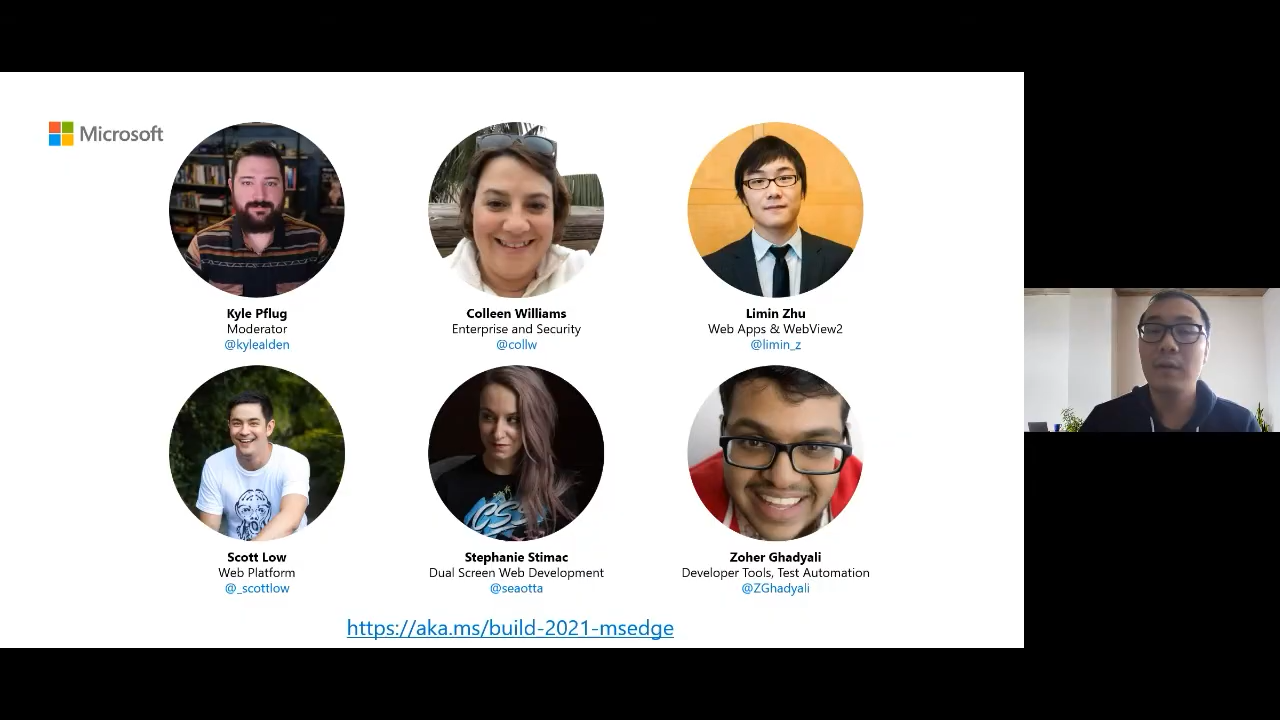 Microsoft
Kyle Pflug
Moderator
@kylealden
Colleen Williams
Enterprise and Security
@collw
Limin Zhu
Web Apps & WebView2
@limin_z
Scott Low
Web Platform
@_scottlow
Stephanie Stimac
Dual Screen Web Development
@seaotta
Zoher Ghadyali
Developer Tools, Test Automation
@ZGhadyali
CSS
https://aka.ms/build-2021-msedge